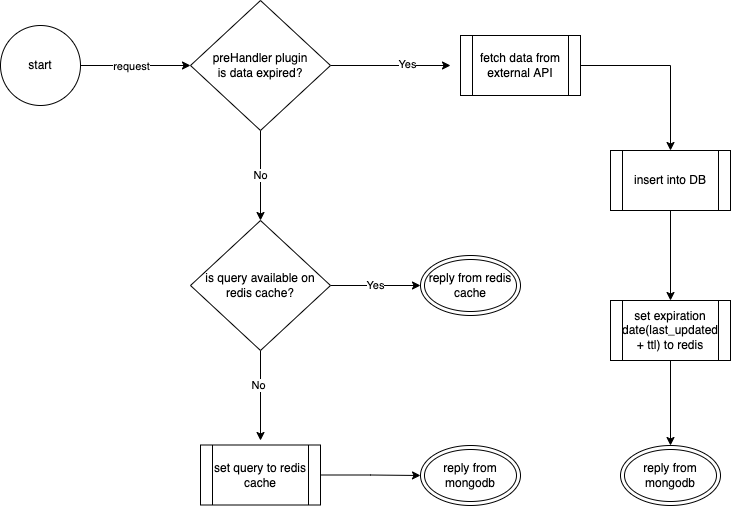 start
request
preHandler plugin
is data expired?
Yes
fetch data from
external API
insert into DB
No
is query available on
redis cache?
Yes
reply from redis
cache
set expiration
date(last_updated
+ ttl) to redis
No
set query to redis
cache
reply from
mongodb
reply from
mongodb